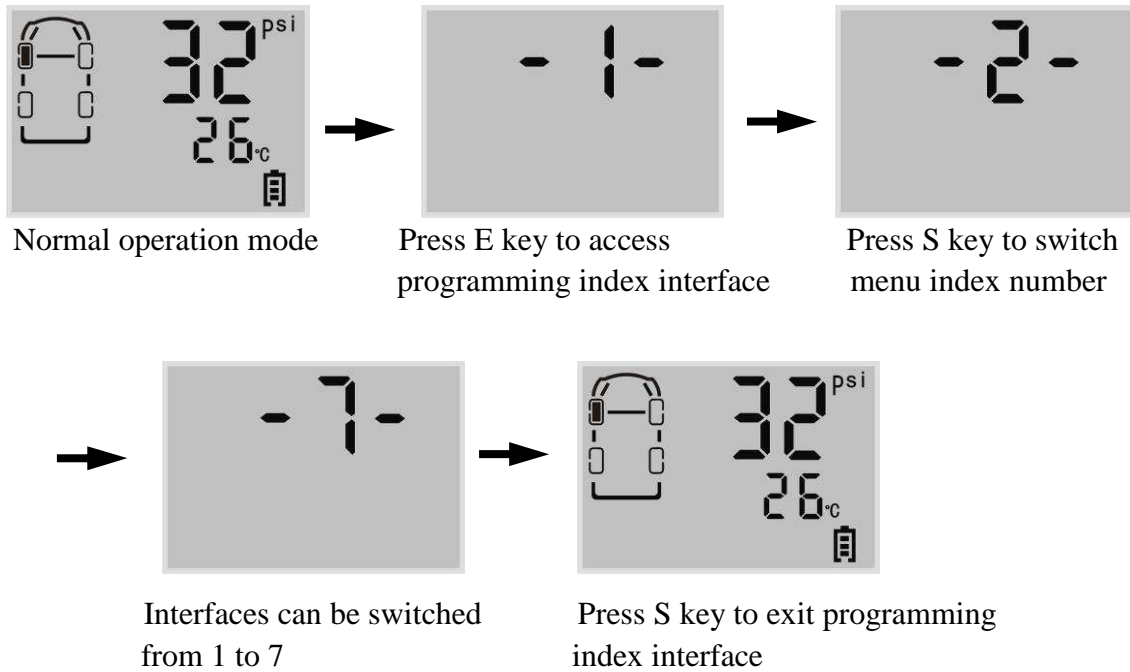 32 psi
26 °C
- 1 -
- 2 -
Normal operation mode
Press E key to access
programming index interface
Press S key to switch
menu index number
- 7 -
32 psi
26 °C
Interfaces can be switched
from 1 to 7
Press S key to exit programming
index interface